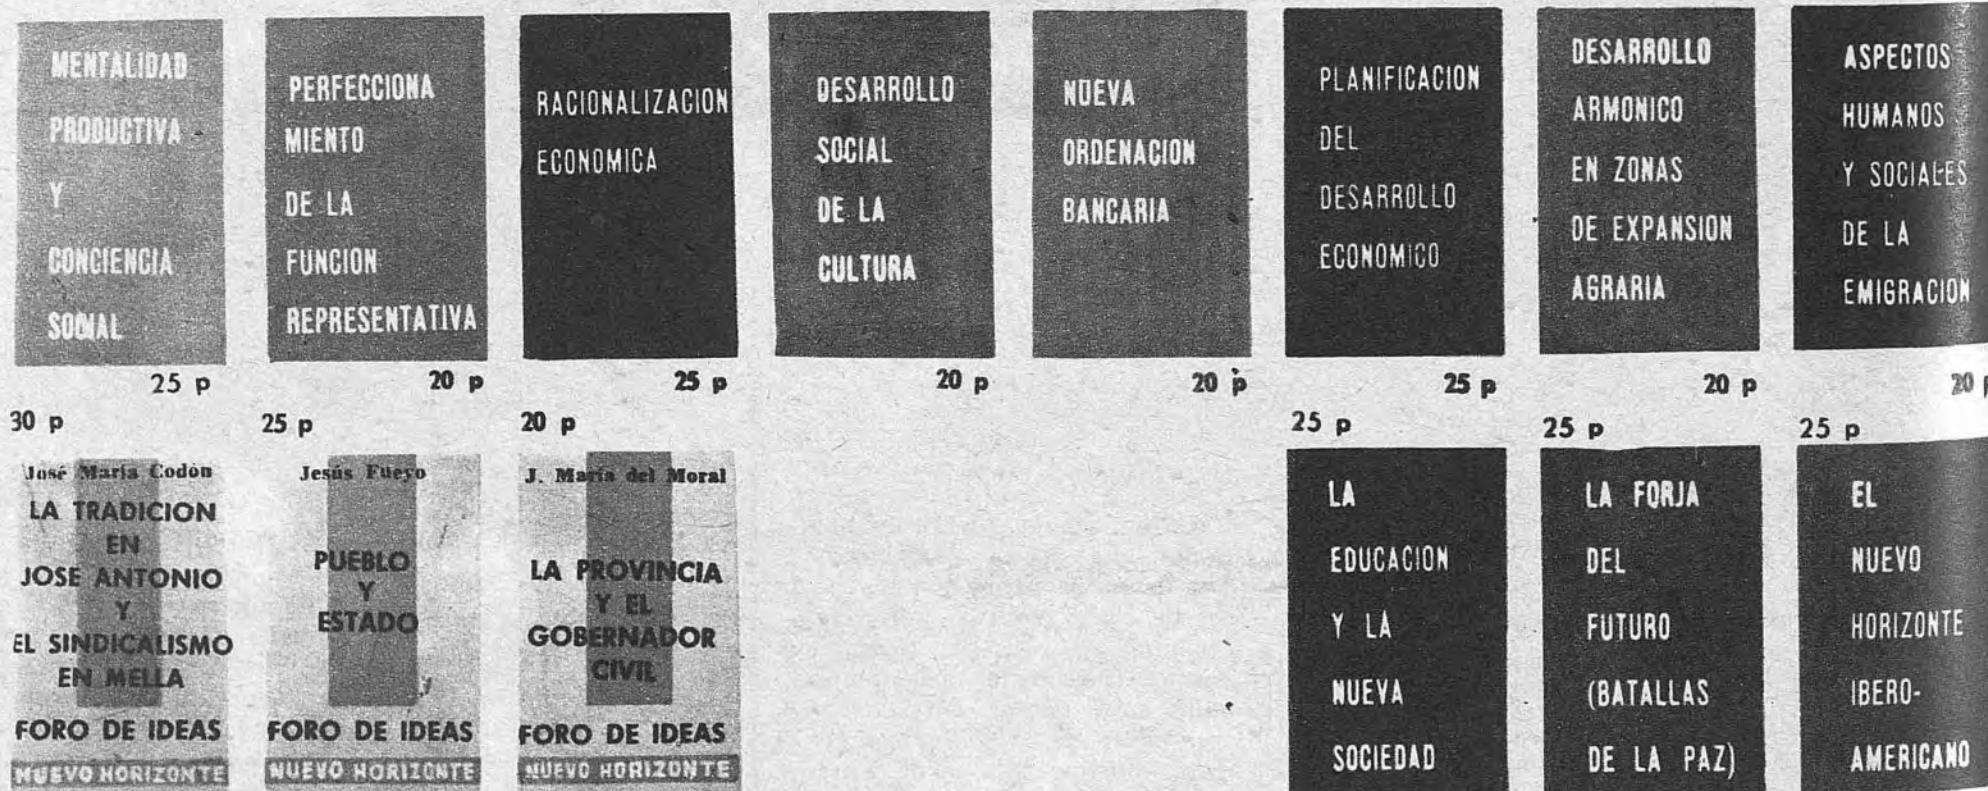 MENTALIDAD
PRODUCTIVA
Y
CONCIENCIA
SOCIAL
25 p
PERFECCIONA
MIENTO
DE LA
FUNCION
REPRESENTATIVA
20 p
RACIONALIZACION
ECONOMICA
25 p
DESARROLLO
SOCIAL
DE LA
CULTURA
20 p
NUEVA
ORDENACION
BANCARIA
20 p
PLANIFICACION
DEL
DESARROLLO
ECONOMICO
25 p
DESARROLLO
ARMONICO
EN ZONAS
DE EXPANSION
AGRARIA
20 p
ASPECTOS
HUMANOS
Y SOCIALES
DE LA
EMIGRACION
20 p
30 p
José María Codón
LA TRADICION
EN
JOSE ANTONIO
Y
EL SINDICALISMO
EN MELLA
FORO DE IDEAS
NUEVO HORIZONTE
25 p
Jesús Fueyo
PUEBLO
Y
ESTADO
FORO DE IDEAS
NUEVO HORIZONTE
20 p
J. María del Moral
LA PROVINCIA
Y EL
GOBERNADOR
CIVIL
FORO DE IDEAS
NUEVO HORIZONTE
25 p
LA
EDUCACION
Y LA
NUEVA
SOCIEDAD
25 p
LA FORJA
DEL
FUTURO
(BATALLAS
DE LA PAZ)
25 p
EL
NUEVO
HORIZONTE
IBERO-
AMERICANO